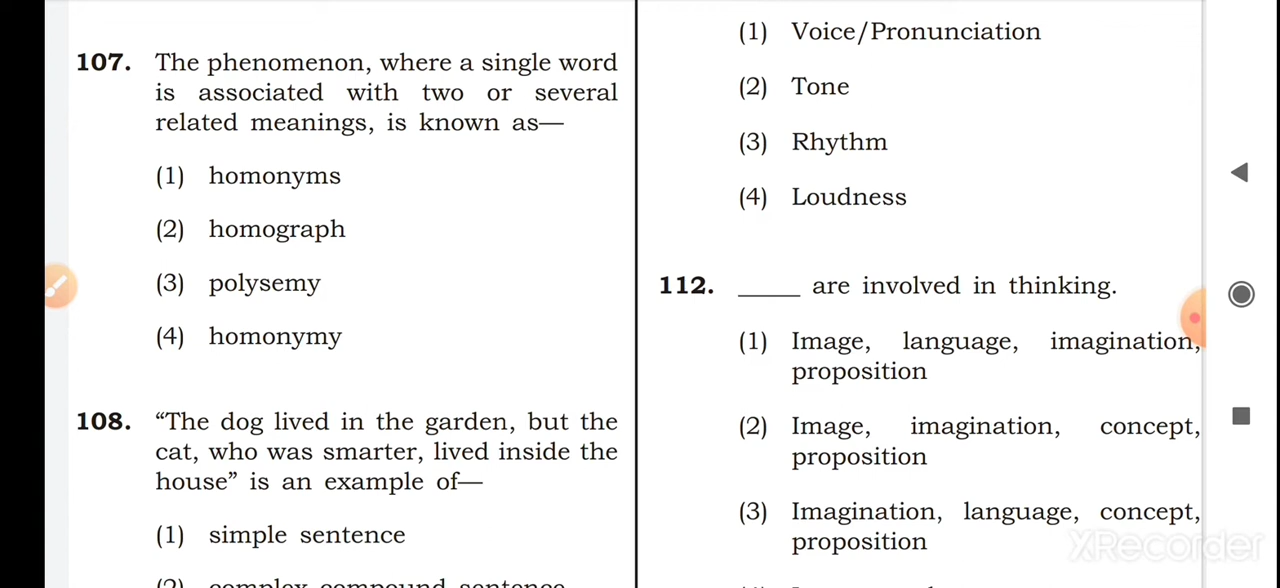 107. The phenomenon, where a single word
is associated with two or several
related meanings, is known as—
(1) homonyms
(2) homograph
(3) polysemy
(4) homonymy
108. “The dog lived in the garden, but the
cat, who was smarter, lived inside the
house” is an example of—
(1) simple sentence
(2) complex compound sentence
(1) Voice/Pronunciation
(2) Tone
(3) Rhythm
(4) Loudness
112. _____ are involved in thinking.
(1) Image, language, imagination,
proposition
(2) Image, imagination, concept,
proposition
(3) Imagination, language, concept,
proposition
XRecorder